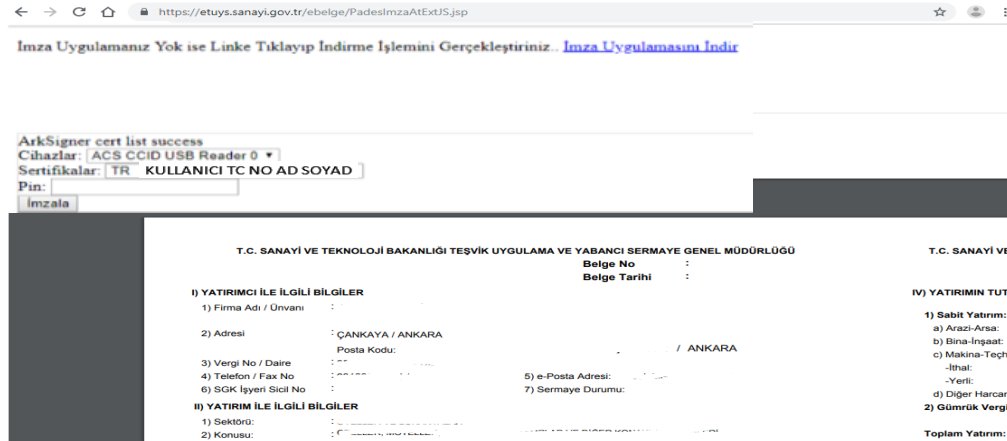 https://etuys.sanayi.gov.tr/ebelge/PadesImzaAtExtJS.jsp
İmza Uygulamanız Yok ise Linke Tıklayıp İndirme İşlemini Gerçekleştiriniz.. İmza Uygulamasını İndir
ArkSigner cert list success
Cihazlar: ACS CCID USB Reader 0
Sertifikalar: TR KULLANICI TC NO AD SOYAD
Pin:
İmzala
T.C. SANAYİ VE TEKNOLOJİ BAKANLIĞI TEŞVİK UYGULAMA VE YABANCI SERMAYE GENEL MÜDÜRLÜĞÜ
Belge No :
Belge Tarihi :
I) YATIRIMCI İLE İLGİLİ BİLGİLER
1) Firma Adı / Ünvanı :
2) Adresi : ÇANKAYA / ANKARA
Posta Kodu: / ANKARA
3) Vergi No / Daire :
4) Telefon / Fax No : 5) e-Posta Adresi:
6) SGK İşyeri Sicil No : 7) Sermaye Durumu:
II) YATIRIM İLE İLGİLİ BİLGİLER
1) Sektörü: :
2) Konusu: :
T.C. SANAYİ VE
IV) YATIRIMIN TUT
1) Sabit Yatırım:
a) Arazi-Arsa:
b) Bina-İnşaat:
c) Makina-Teçh
-İthal:
-Yerli:
d) Diğer Harcar
2) Gümrük Vergi
Toplam Yatırım: